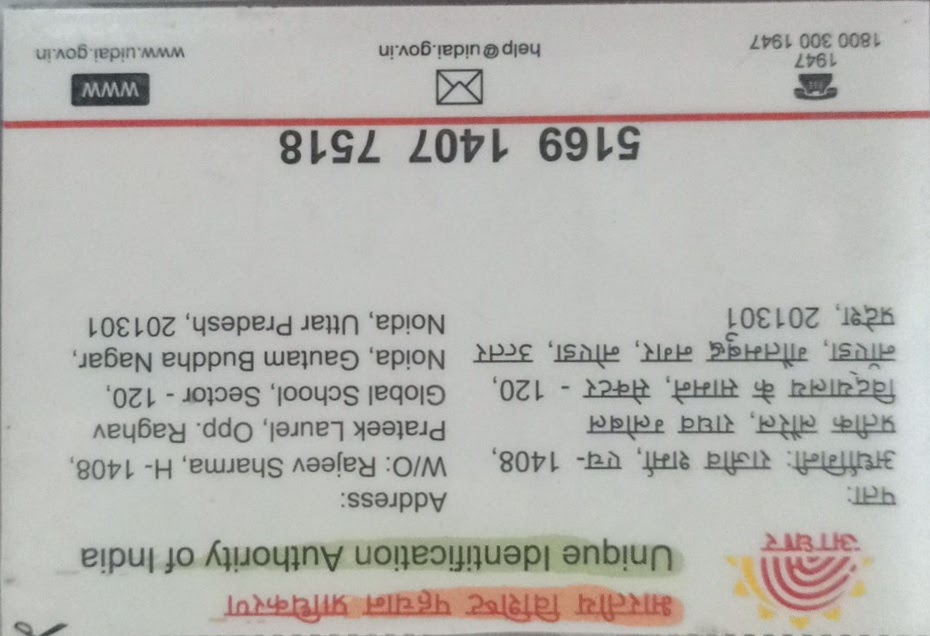 भारतीय विशिष्ट पहचान प्राधिकरण
Unique Identification Authority of India
आधार
पता:
अर्धांगिनी: राजीव शर्मा, एच- 1408,
प्रतीक लौरेल, राघव ग्लोबल
विद्यालय के सामने, सेक्टर - 120,
नॉएडा, गौतमबुद्ध नगर, नोएडा, उत्तर
प्रदेश, 201301
Address:
W/O: Rajeev Sharma, H- 1408,
Prateek Laurel, Opp. Raghav
Global School, Sector - 120,
Noida, Gautam Buddha Nagar,
Noida, Uttar Pradesh, 201301
5169 1407 7518
1947
1800 300 1947
help@uidai.gov.in
www
www.uidai.gov.in